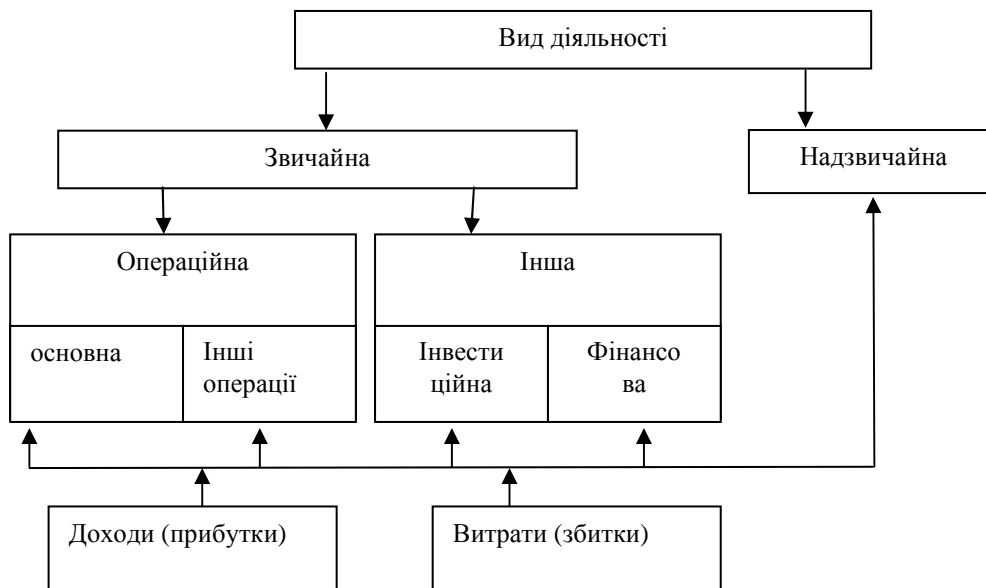 Вид діяльності
Звичайна
Надзвичайна
Операційна
Інша
основна
Інші
операції
Інвести
ційна
Фінансо
ва
Доходи (прибутки)
Витрати (збитки)